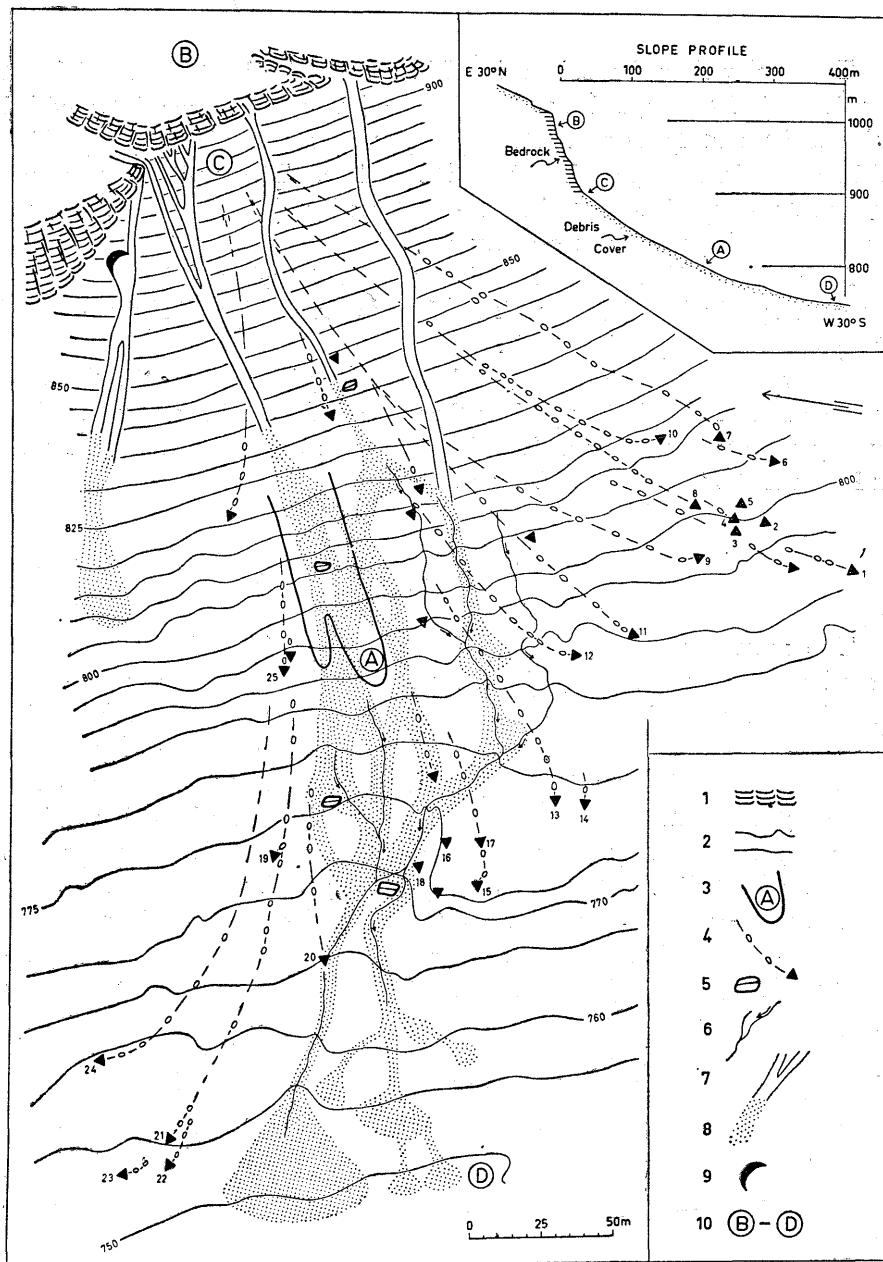 B
SLOPE PROFILE
E 30° N
0
100
200
300
400m
m
B
1000
Bedrock
C
900
Debris
Cover
A
800
D
W 30° S
900
C
850
850
10
7
6
800
8
5
4
2
3
825
9
1
11
12
A
800
25
13
14
19
16
17
18
15
775
770
20
760
24
21
23
22
D
750
0 25 50m
1
2
3 A
4
5
6
7
8
9
10 B – D